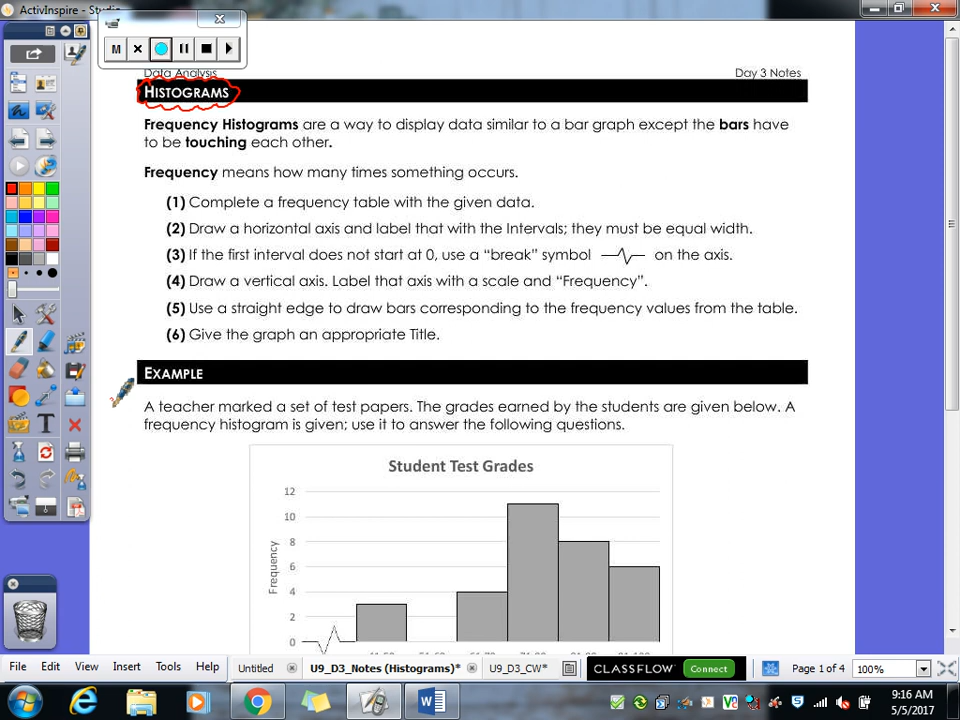 ActivInspire - Studio
M
Data Analysis
Day 3 Notes
HISTOGRAMS
Frequency Histograms are a way to display data similar to a bar graph except the bars have
to be touching each other.
Frequency means how many times something occurs.
(1) Complete a frequency table with the given data.
(2) Draw a horizontal axis and label that with the Intervals; they must be equal width.
(3) If the first interval does not start at 0, use a “break” symbol on the axis.
(4) Draw a vertical axis. Label that axis with a scale and “Frequency”.
(5) Use a straight edge to draw bars corresponding to the frequency values from the table.
(6) Give the graph an appropriate Title.
EXAMPLE
A teacher marked a set of test papers. The grades earned by the students are given below. A
frequency histogram is given; use it to answer the following questions.
Student Test Grades
12
10
8
6
4
2
0
Frequency
File Edit View Insert Tools Help
Untitled
U9_D3_Notes (Histograms)*
U9_D3_CW*
CLASSFLOW
Connect
Page 1 of 4
100%
9:16 AM
5/5/2017